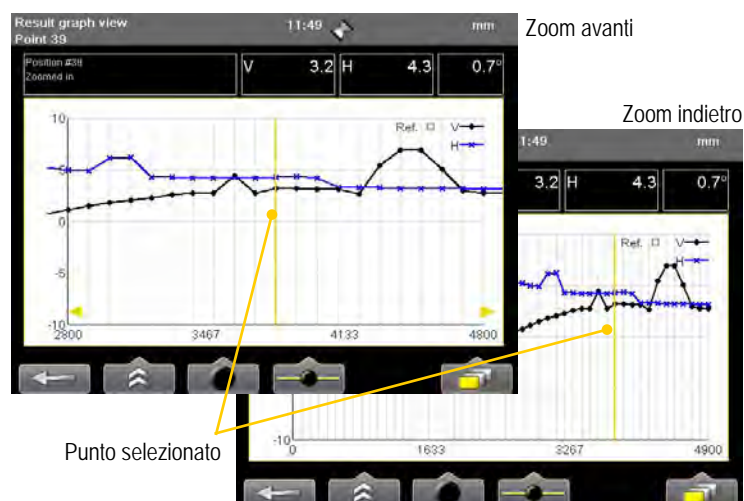 Result graph view 11:49 mm
Point 39
Position #39
Zoomed in
V 3.2 H 4.3 0.7°
Zoom avanti
10
Ref. V
H
5
0
-5
-10
2800 3467 4133 4800
Zoom indietro
1:49 mm
3.2 H 4.3 0.7°
Ref. V
H
-10
0 1633 3267 4900
Punto selezionato